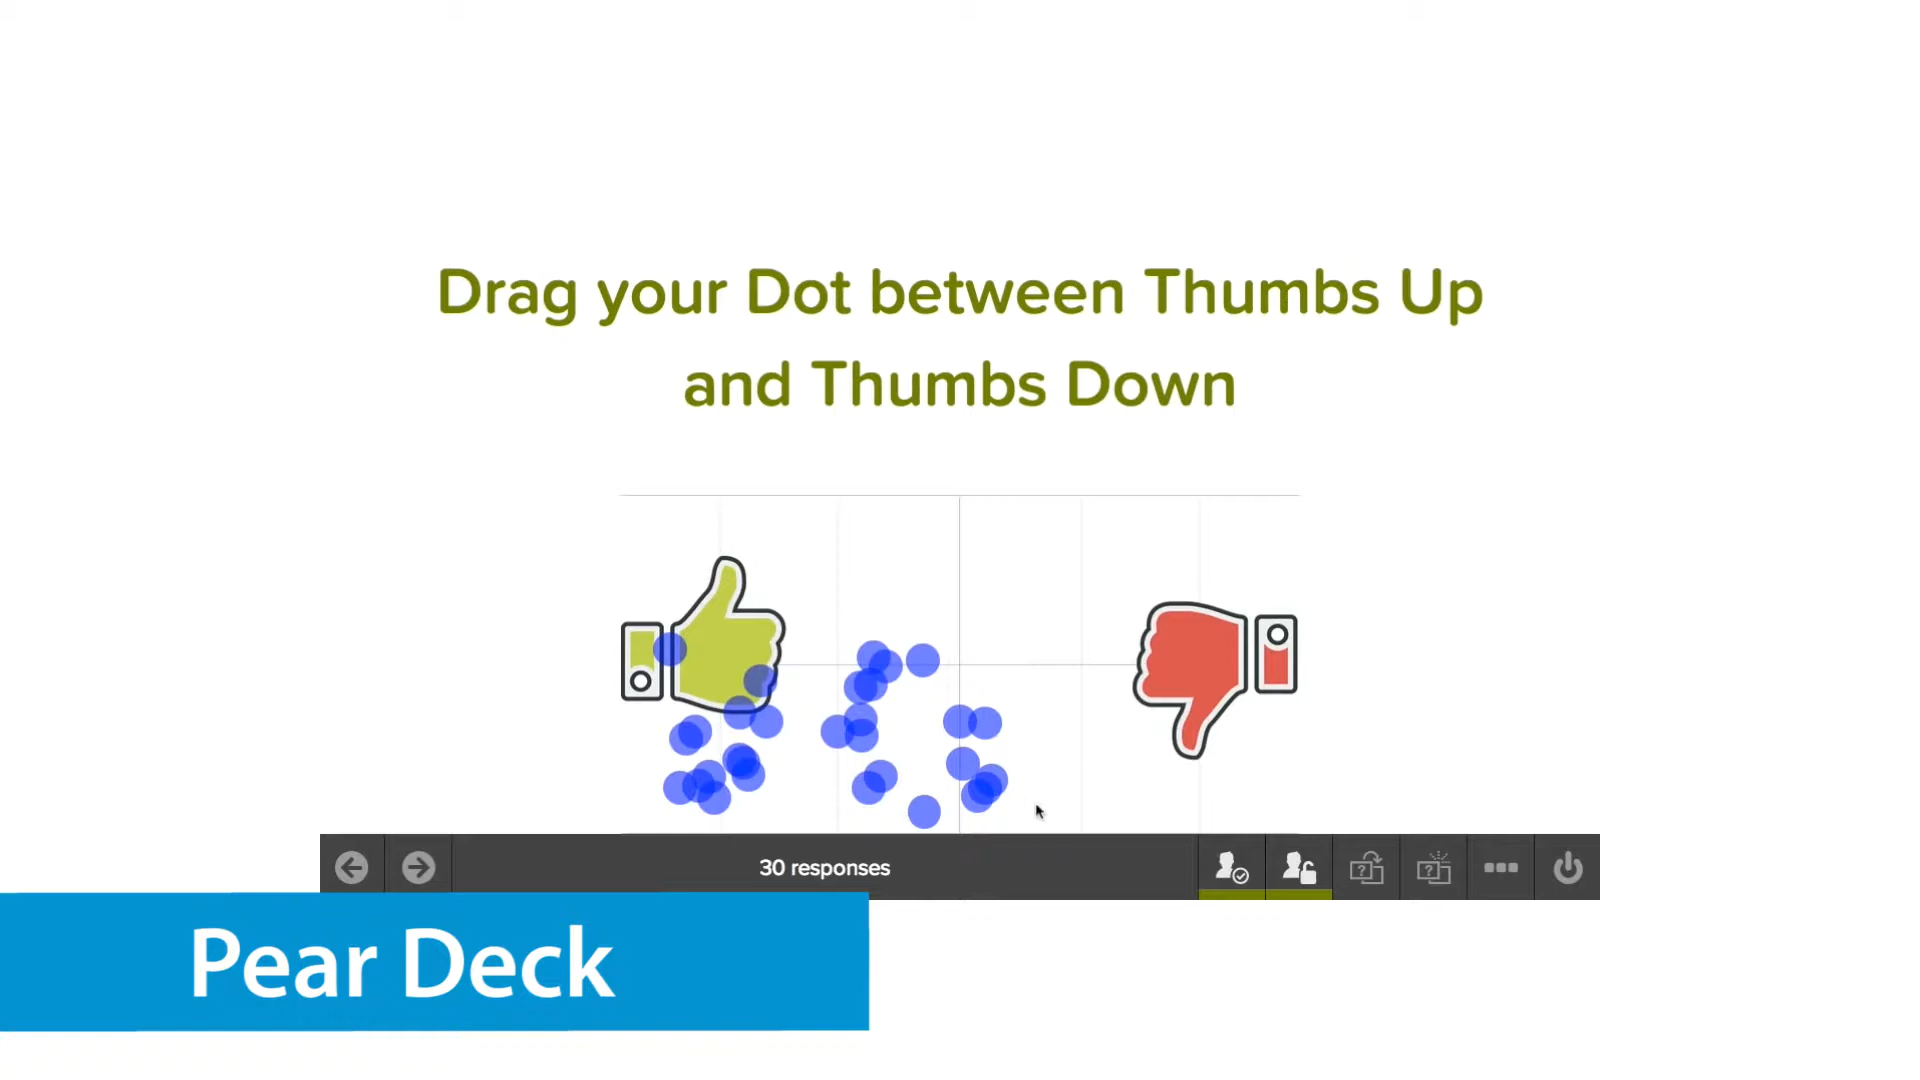 Drag your Dot between Thumbs Up
and Thumbs Down
30 responses
Pear Deck